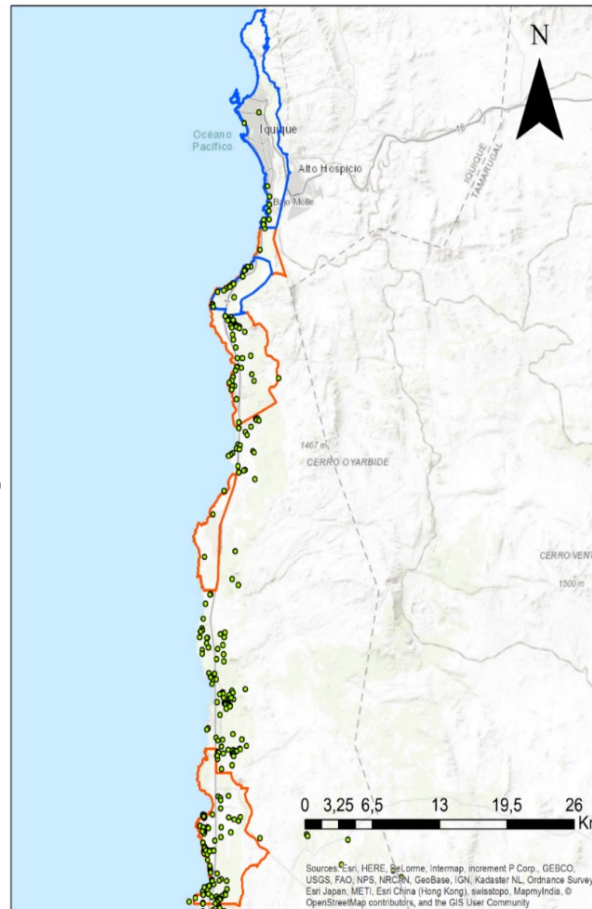 N
Océano
Pacífico
Iquique
Alto Hospicio
Bajo Molle
16
IQUIQUE
TAMARUGAL
1467 m
CERRO OYARBIDE
CERRO VENT
1500 m
0 3,25 6,5 13 19,5 26
Km
Sources: Esri, HERE, DeLorme, Intermap, increment P Corp., GEBCO,
USGS, FAO, NPS, NRCAN, GeoBase, IGN, Kadaster NL, Ordnance Survey,
Esri Japan, METI, Esri China (Hong Kong), swisstopo, MapmyIndia, ©
OpenStreetMap contributors, and the GIS User Community